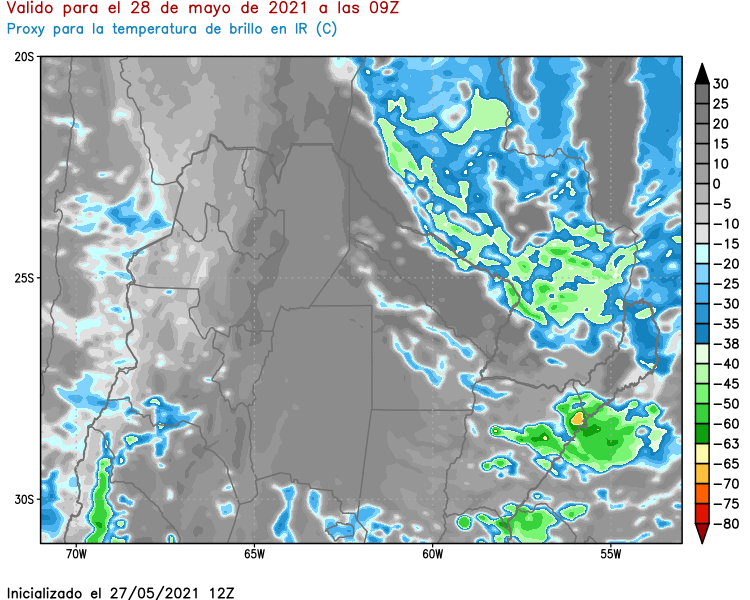 Valido para el 28 de mayo de 2021 a las 09Z
Proxy para la temperatura de brillo en IR (C)
20S
25S
30S
70W
65W
60W
55W
30
25
20
15
10
0
−5
−10
−15
−20
−25
−30
−35
−38
−40
−45
−50
−60
−63
−65
−70
−75
−80
Inicializado el 27/05/2021 12Z